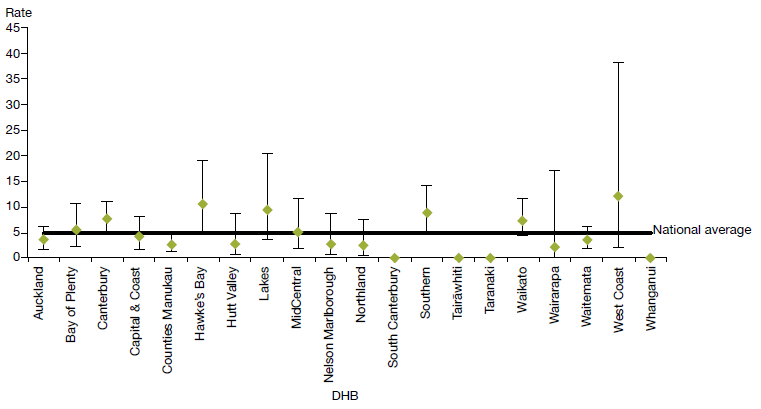 Rate
45
40
35
30
25
20
15
10
5
0
National average
Auckland
Bay of Plenty
Canterbury
Capital & Coast
Counties Manukau
Hawke's Bay
Hutt Valley
Lakes
MidCentral
Nelson Marlborough
Northland
South Canterbury
Southern
Tairāwhiti
Taranaki
Waikato
Wairarapa
Waitemata
West Coast
Whanganui
DHB